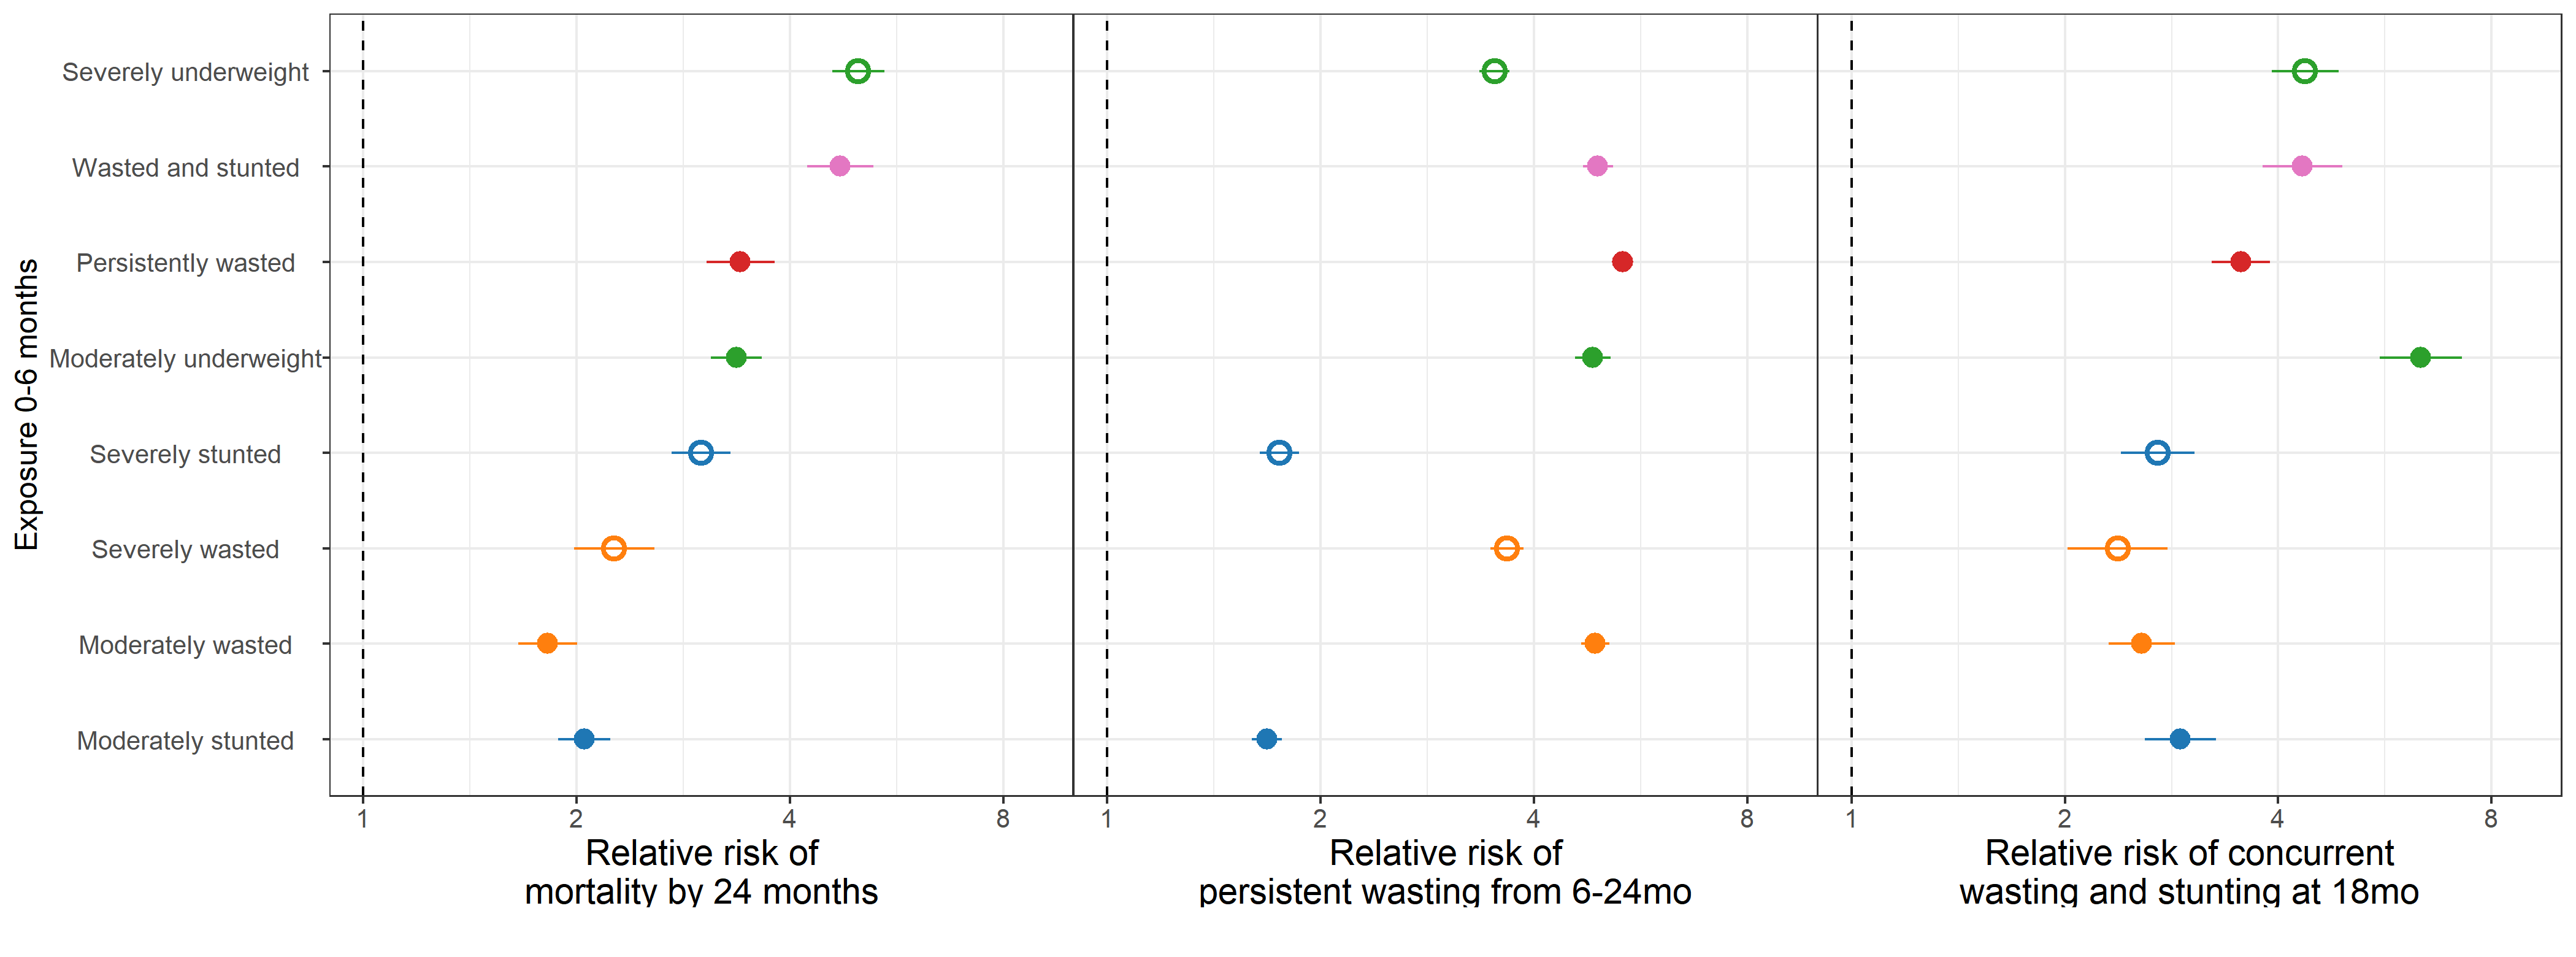 Exposure 0-6 months
Severely underweight
Wasted and stunted
Persistently wasted
Moderately underweight
Severely stunted
Severely wasted
Moderately wasted
Moderately stunted
1 2 4 8 1 2 4 8 1 2 4 8
Relative risk of
mortality by 24 months
Relative risk of
persistent wasting from 6-24mo
Relative risk of concurrent
wasting and stunting at 18mo